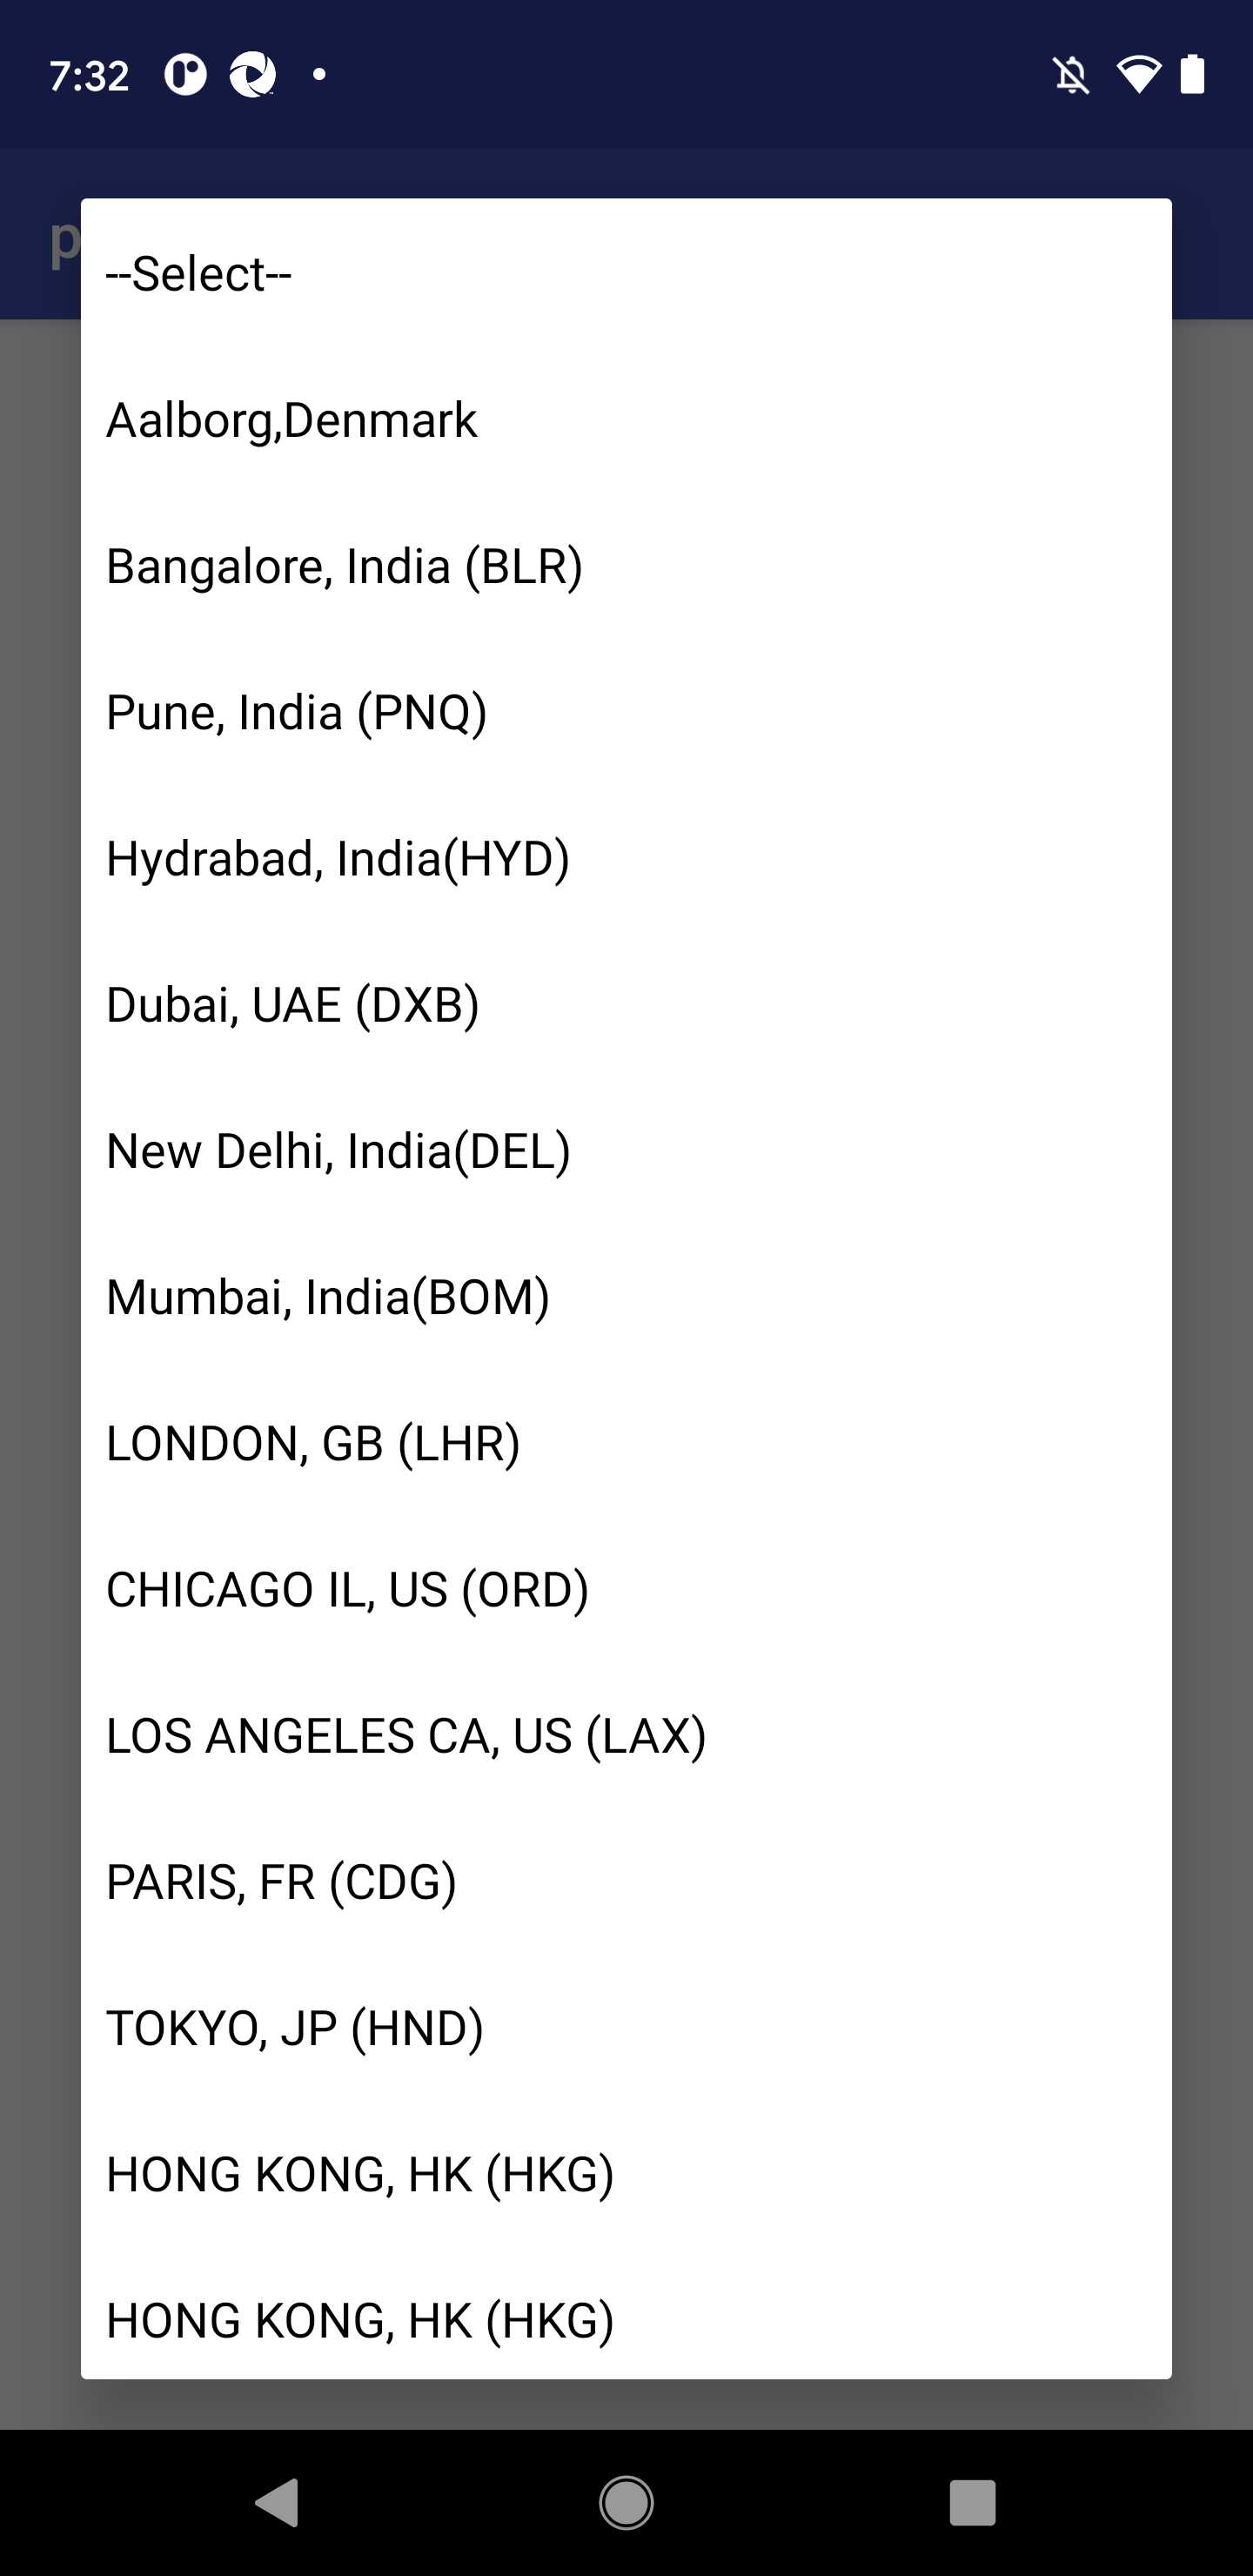 7:32
p
--Select--
Aalborg,Denmark
Bangalore, India (BLR)
Pune, India (PNQ)
Hydrabad, India(HYD)
Dubai, UAE (DXB)
New Delhi, India(DEL)
Mumbai, India(BOM)
LONDON, GB (LHR)
CHICAGO IL, US (ORD)
LOS ANGELES CA, US (LAX)
PARIS, FR (CDG)
TOKYO, JP (HND)
HONG KONG, HK (HKG)
HONG KONG, HK (HKG)